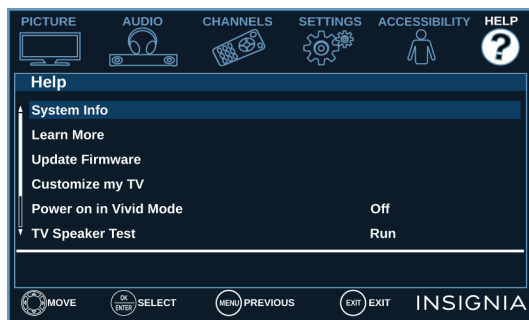 PICTURE AUDIO CHANNELS SETTINGS ACCESSIBILITY HELP
?
Help
System Info
Learn More
Update Firmware
Customize my TV
Power on in Vivid Mode Off
TV Speaker Test Run
OK ENTER
MOVE SELECT MENU PREVIOUS EXIT EXIT INSIGNIA